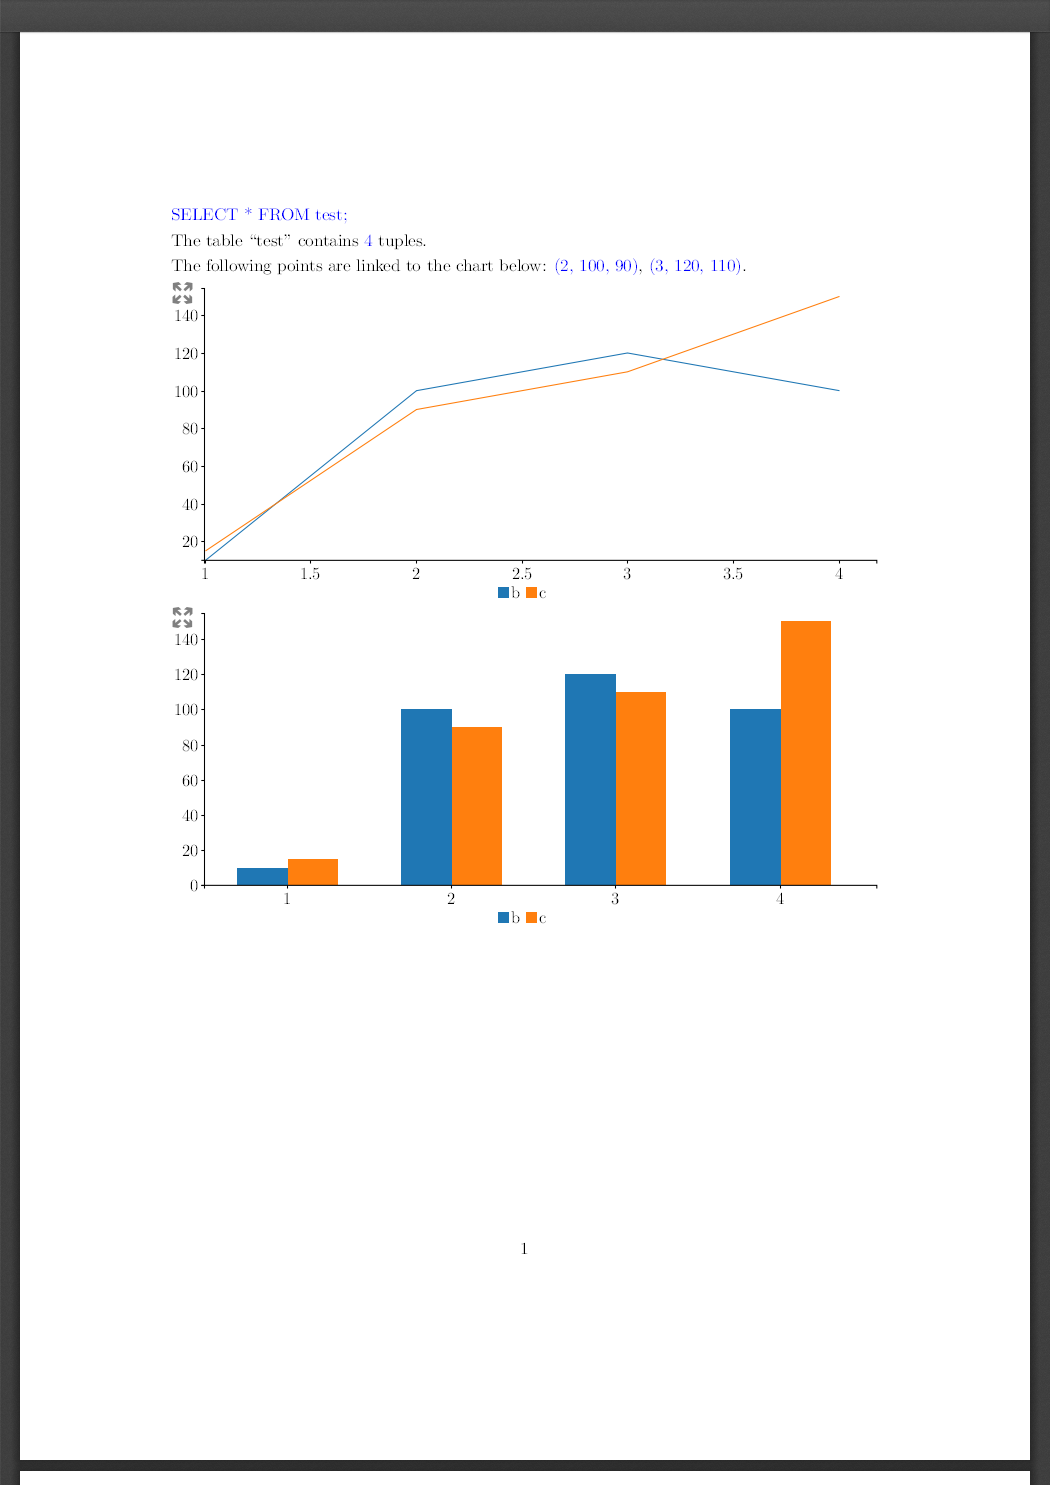 SELECT * FROM test;
The table “test” contains 4 tuples.
The following points are linked to the chart below: (2, 100, 90), (3, 120, 110).
140
120
100
80
60
40
20
1 1.5 2 2.5 3 3.5 4
b c
140
120
100
80
60
40
20
0
1 2 3 4
b c
1